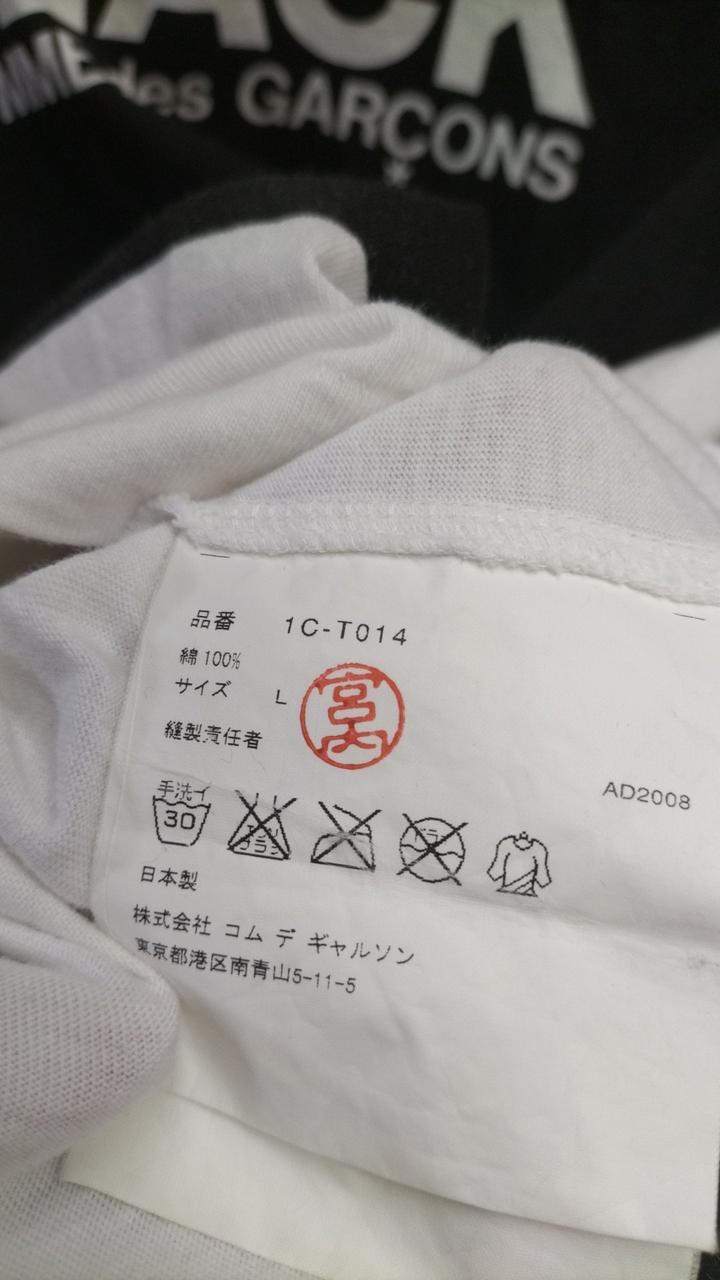 des GARÇONS
品番 1C-T014
綿 100%
サイズ L
宮内
縫製責任者
AD2008
手洗イ
30
日本製
株式会社 コム デ ギャルソン
東京都港区南青山5-11-5